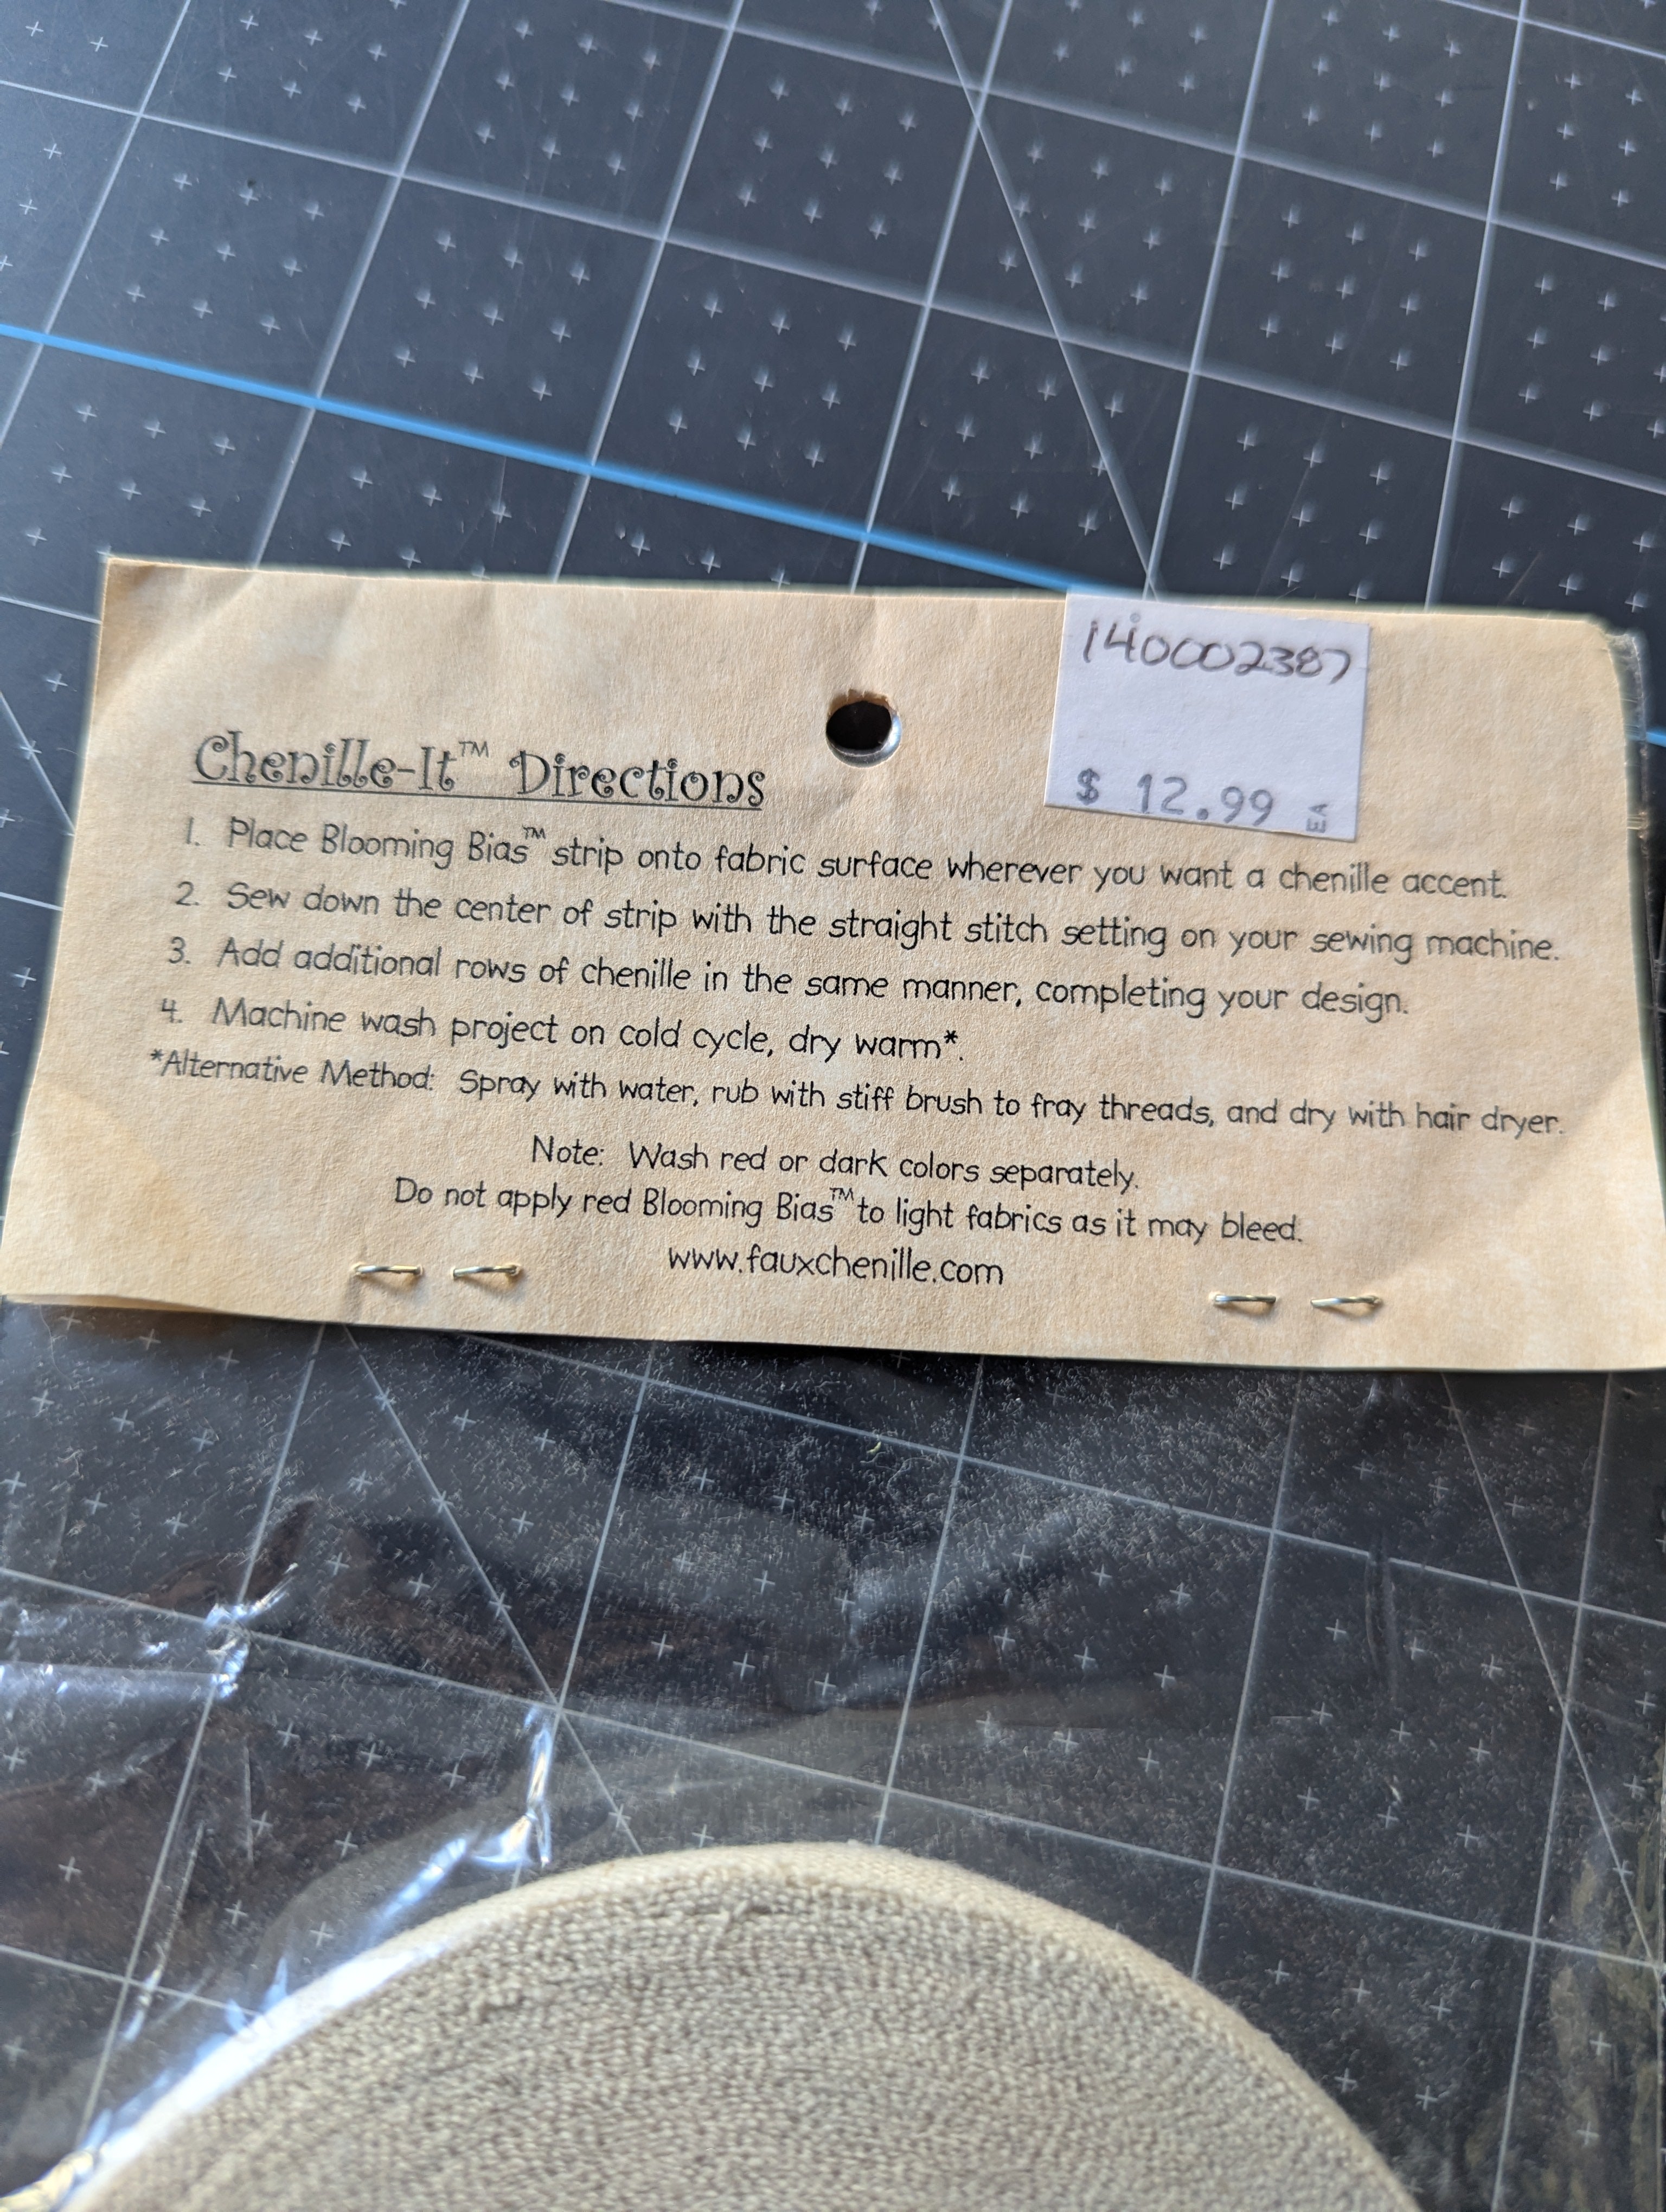 140002387
$ 12.99 EA
Chenille-It™ Directions
1. Place Blooming Bias™ strip onto fabric surface wherever you want a chenille accent.
2. Sew down the center of strip with the straight stitch setting on your sewing machine.
3. Add additional rows of chenille in the same manner, completing your design.
4. Machine wash project on cold cycle, dry warm*.
*Alternative Method: Spray with water, rub with stiff brush to fray threads, and dry with hair dryer.
Note: Wash red or dark colors separately.
Do not apply red Blooming Bias™ to light fabrics as it may bleed.
www.fauxchenille.com